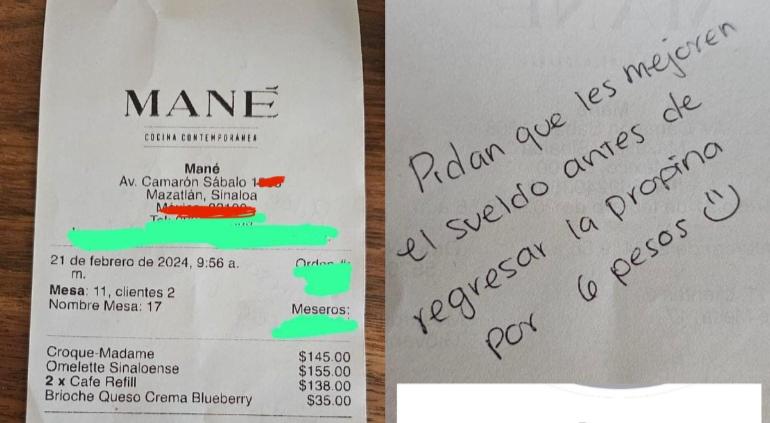 MANÉ
COCINA CONTEMPORÁNEA
Mané
Av. Camarón Sábalo
Mazatlán, Sinaloa
21 de febrero de 2024, 9:56 a.
m.
Mesa: 11, clientes 2
Nombre Mesa: 17
Meseros:
Croque-Madame $145.00
Omelette Sinaloense $155.00
2 x Cafe Refill $138.00
Brioche Queso Crema Blueberry $35.00
Pidan que les mejoren
el sueldo antes de
regresar la propina
por 6 pesos